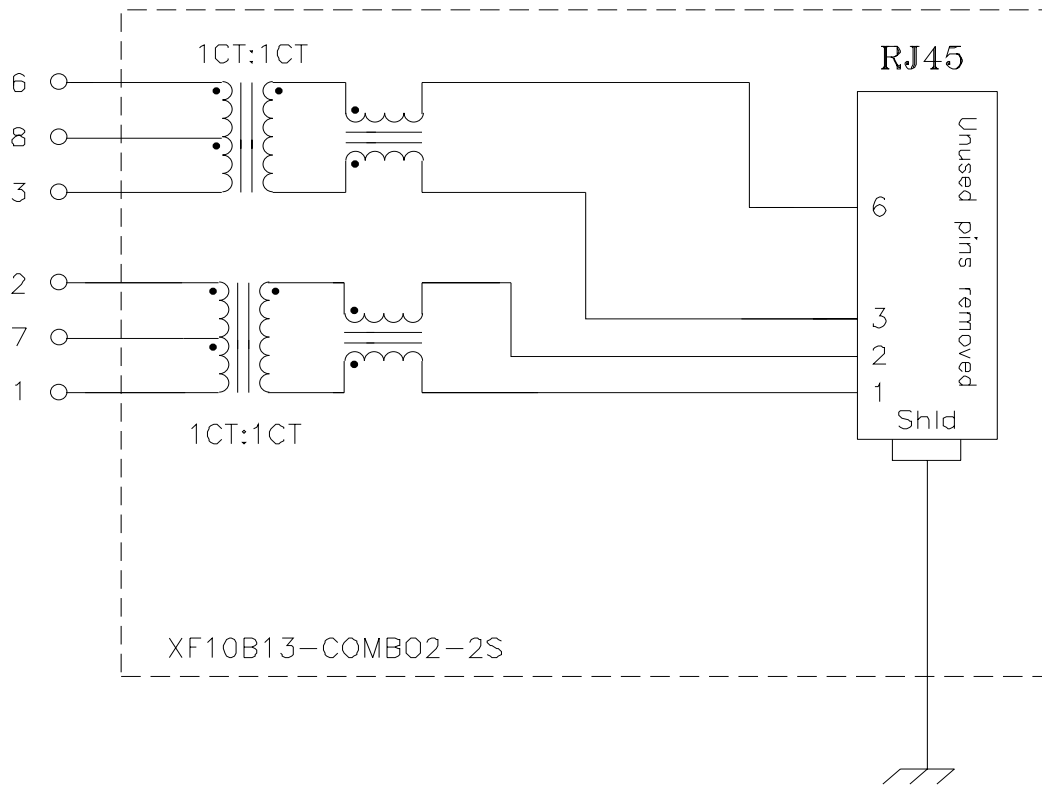 1CT:1CT
RJ45
6
8
3
2
7
1
1CT:1CT
Unused pins removed
6
3
2
1
Shld
XF10B13-COMBO2-2S